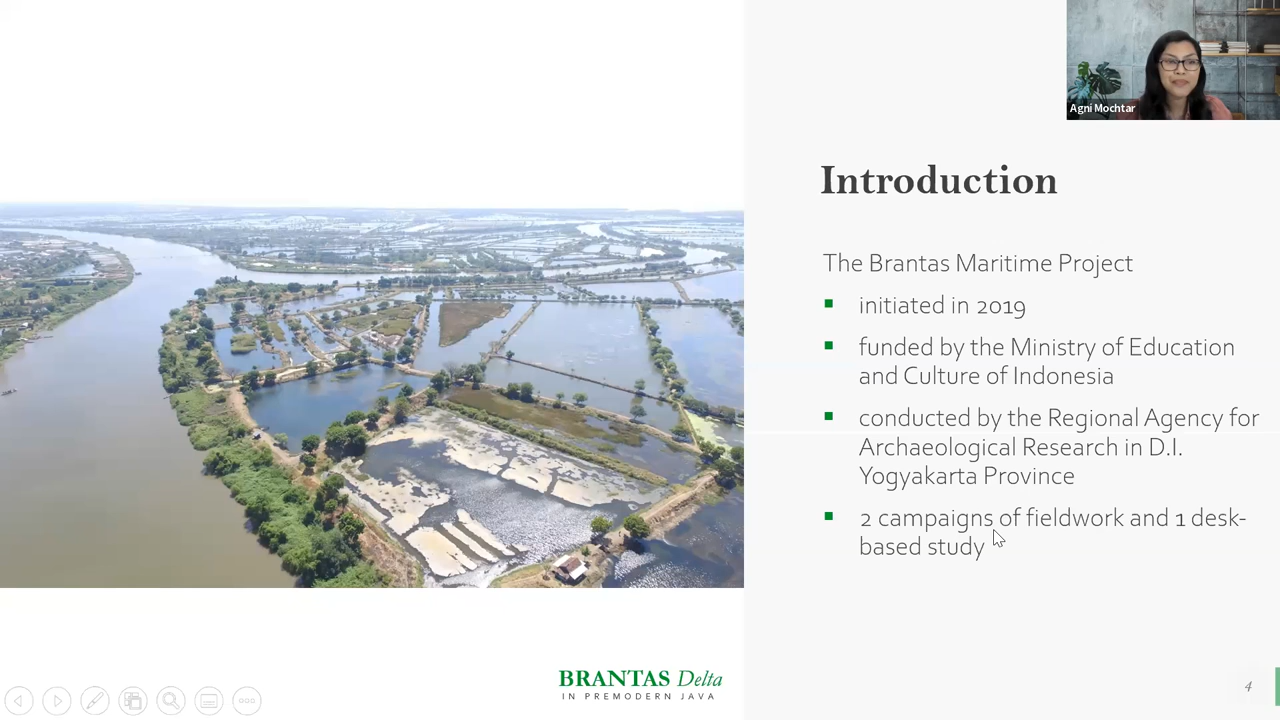 Agni Mochtar
Introduction
The Brantas Maritime Project
initiated in 2019
funded by the Ministry of Education
and Culture of Indonesia
conducted by the Regional Agency for
Archaeological Research in D.I.
Yogyakarta Province
2 campaigns of fieldwork and 1 desk-
based study
BRANTAS Delta
IN PREMODERN JAVA
4